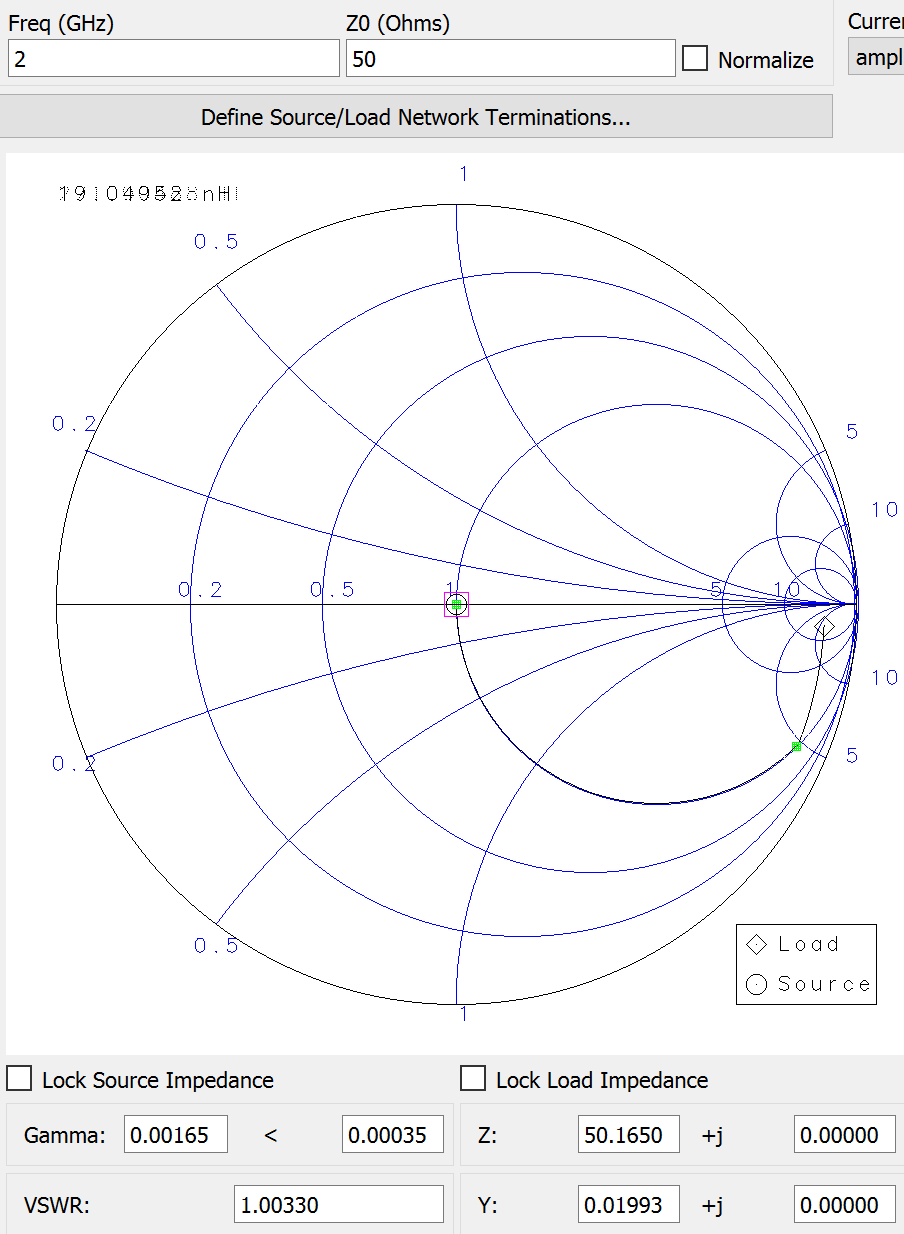 Freq (GHz) Z0 (Ohms) Curren
2 50 Normalize ampl
Define Source/Load Network Terminations...
1
0.5
0.2 5
10
0.2 0.5 1 5 10
10
0.2 5
0.5 Load
Source
1
Lock Source Impedance Lock Load Impedance
Gamma: 0.00165 < 0.00035 Z: 50.1650 +j 0.00000
VSWR: 1.00330 Y: 0.01993 +j 0.00000